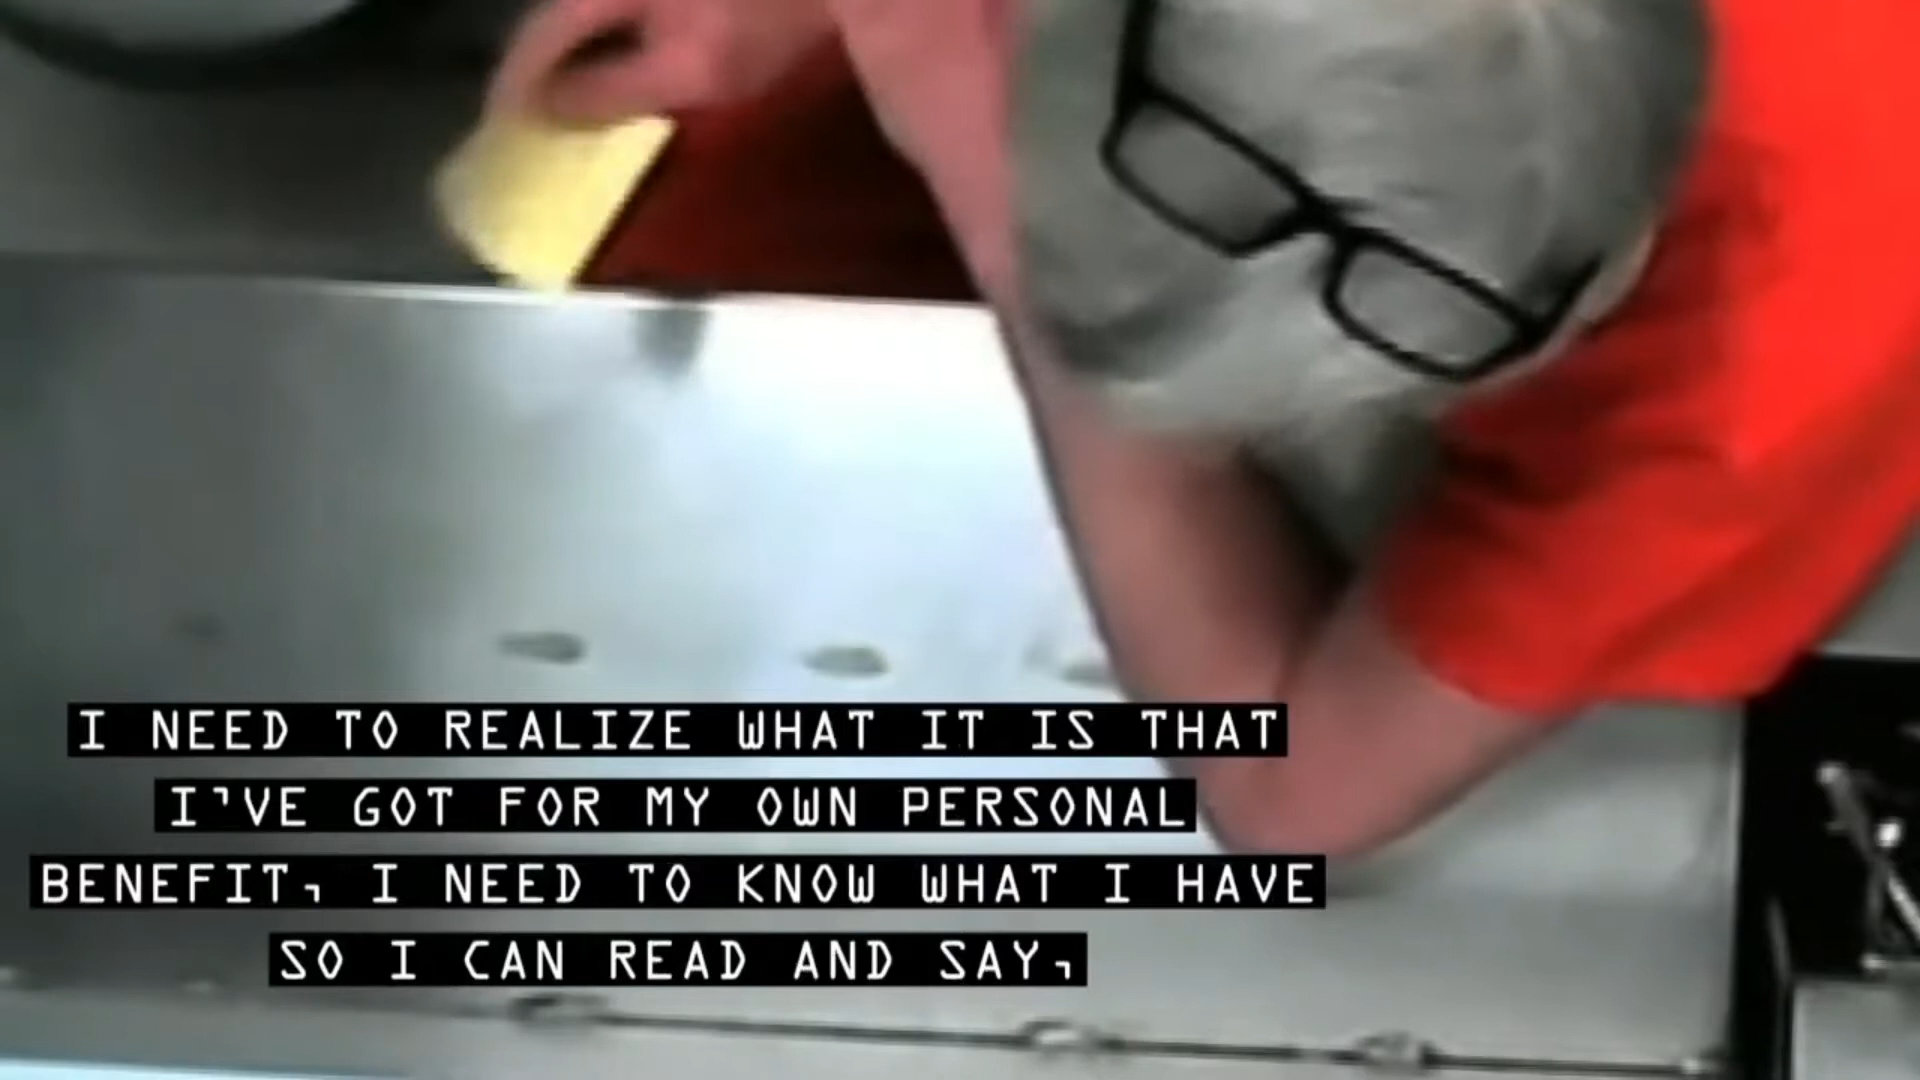 I NEED TO REALIZE WHAT IT IS THAT
I'VE GOT FOR MY OWN PERSONAL
BENEFIT, I NEED TO KNOW WHAT I HAVE
SO I CAN READ AND SAY,